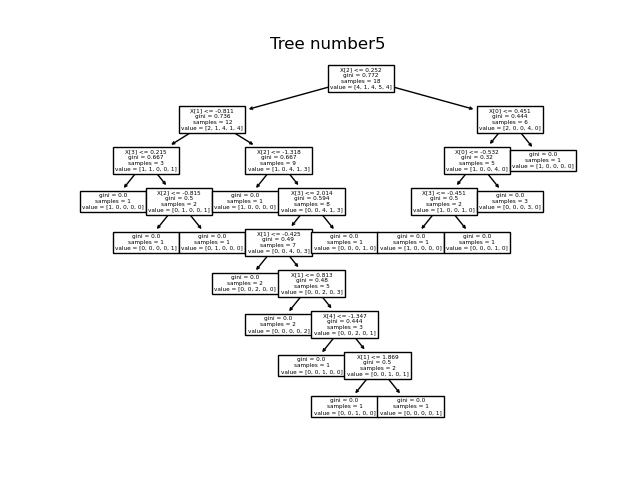 Tree number5
X[2] <= 0.252
gini = 0.772
samples = 18
value = [4, 1, 4, 5, 4]
X[1] <= -0.811
gini = 0.736
samples = 12
value = [2, 1, 4, 1, 4]
X[0] <= 0.451
gini = 0.444
samples = 6
value = [2, 0, 0, 4, 0]
X[3] <= 0.215
gini = 0.667
samples = 3
value = [1, 1, 0, 0, 1]
X[2] <= -1.318
gini = 0.667
samples = 9
value = [1, 0, 4, 1, 3]
X[0] <= -0.532
gini = 0.32
samples = 5
value = [1, 0, 0, 4, 0]
gini = 0.0
samples = 1
value = [1, 0, 0, 0, 0]
gini = 0.0
samples = 1
value = [1, 0, 0, 0, 0]
X[2] <= -0.815
gini = 0.5
samples = 2
value = [0, 1, 0, 0, 1]
gini = 0.0
samples = 1
value = [1, 0, 0, 0, 0]
X[3] <= 2.014
gini = 0.594
samples = 8
value = [0, 0, 4, 1, 3]
X[3] <= -0.451
gini = 0.5
samples = 2
value = [1, 0, 0, 1, 0]
gini = 0.0
samples = 3
value = [0, 0, 0, 3, 0]
gini = 0.0
samples = 1
value = [0, 0, 0, 0, 1]
gini = 0.0
samples = 1
value = [0, 1, 0, 0, 0]
X[1] <= -0.425
gini = 0.49
samples = 7
value = [0, 0, 4, 0, 3]
gini = 0.0
samples = 1
value = [0, 0, 0, 1, 0]
gini = 0.0
samples = 1
value = [1, 0, 0, 0, 0]
gini = 0.0
samples = 1
value = [0, 0, 0, 1, 0]
gini = 0.0
samples = 2
value = [0, 0, 2, 0, 0]
X[1] <= 0.813
gini = 0.48
samples = 5
value = [0, 0, 2, 0, 3]
gini = 0.0
samples = 2
value = [0, 0, 0, 0, 2]
X[4] <= -1.347
gini = 0.444
samples = 3
value = [0, 0, 2, 0, 1]
gini = 0.0
samples = 1
value = [0, 0, 1, 0, 0]
X[1] <= 1.869
gini = 0.5
samples = 2
value = [0, 0, 1, 0, 1]
gini = 0.0
samples = 1
value = [0, 0, 1, 0, 0]
gini = 0.0
samples = 1
value = [0, 0, 0, 0, 1]